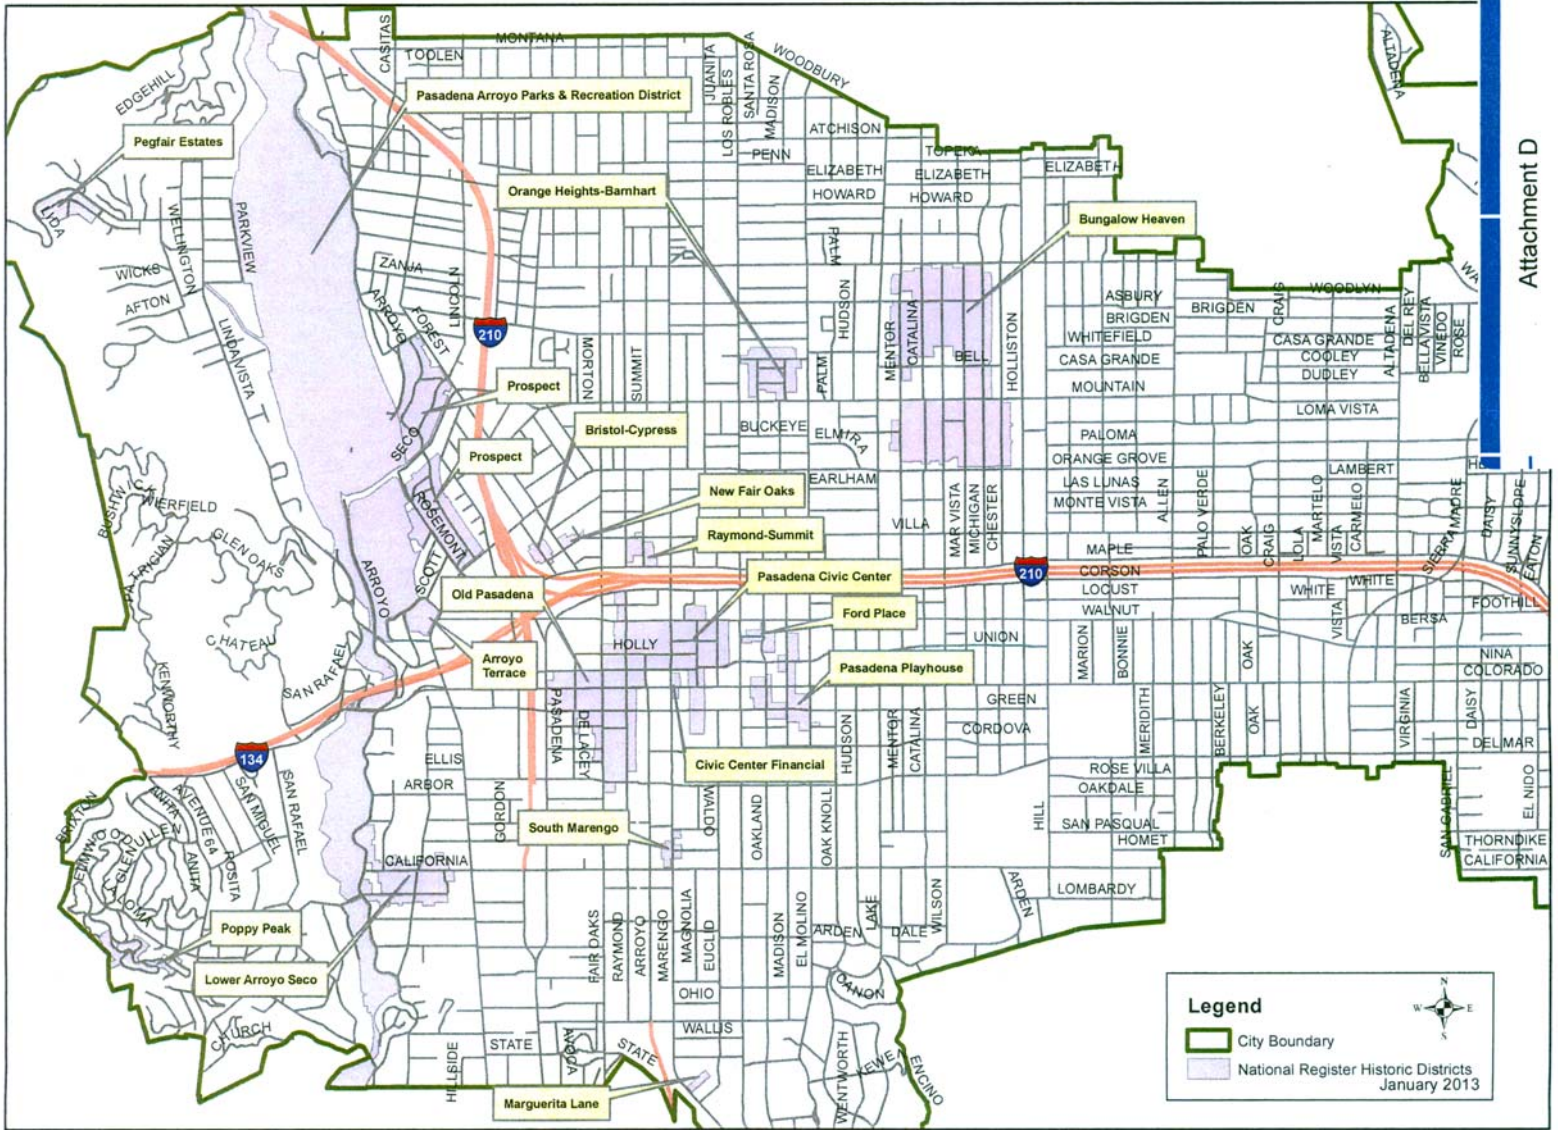 Attachment D
CASITAS
MONTANA
TOOLEN
JUANITA
LOS ROBLES
SANTA ROSA
MADISON
WOODBURY
ALTADENA
EDGEHILL
Pasadena Arroyo Parks & Recreation District
Pegfair Estates
ATCHISON
PENN
TOPEKA
ELIZABETH
ELIZABETH
ELIZABETH
HOWARD
HOWARD
Orange Heights-Barnhart
Bungalow Heaven
LIDA
WELLINGTON
PARKVIEW
PALM
WICKS
AFTON
ZANJA
ARROYO
FOREST
LINCOLN
LINDA VISTA
210
MORTON
SUMMIT
HUDSON
PALM
MENTOR
CATALINA
BELL
HOLLISTON
ASBURY
BRIGDEN
BRIGDEN
CRAIG
WOODLYN
WHITEFIELD
CASA GRANDE
CASA GRANDE
COOLEY
DUDLEY
MOUNTAIN
ALTADENA
DEL REY
BELLA VISTA
VINEDO
ROSE
WA
Prospect
LOMA VISTA
Bristol-Cypress
BUCKEYE
ELMIRA
PALOMA
SECO
Prospect
ORANGE GROVE
LAMBERT
EARLHAM
LAS LUNAS
MONTE VISTA
New Fair Oaks
BUSHWICK
WIERFIELD
ROSEMONT
VILLA
MAR VISTA
MICHIGAN
CHESTER
ALLEN
PALO VERDE
OAK
CRAIG
LOLA
MARTELO
VISTA
CARMELO
SIERRA MADRE
DAISY
SUNNYSLOPE
EATON
Raymond-Summit
GLEN OAKS
PATRICIAN
ARROYO
SCOTT
MAPLE
CORSON
210
Pasadena Civic Center
Old Pasadena
LOCUST
WHITE
WHITE
WALNUT
FOOTHILL
Ford Place
VISTA
BERSA
CHATEAU
HOLLY
UNION
MARION
BONNIE
OAK
NINA
COLORADO
Arroyo
Terrace
Pasadena Playhouse
SAN RAFAEL
KENWORTHY
PASADENA
DE LACEY
GREEN
CORDOVA
HUDSON
MENTOR
CATALINA
MERIDITH
BERKELEY
OAK
VIRGINIA
DAISY
DELMAR
134
ELLIS
ARBOR
Civic Center Financial
ROSE VILLA
OAKDALE
BRIXTON
ANITA
AVENUE 64
SAN MIGUEL
SAN RAFAEL
GORDON
WALDO
OAKLAND
OAK KNOLL
HILL
SAN PASQUAL
HOMET
SAN GABRIEL
EL NIDO
THORNDIKE
CALIFORNIA
South Marengo
GLENULLEN
ANITA
ROSITA
CALIFORNIA
LOMBARDY
ARDEN
LA LOMA
Poppy Peak
Lower Arroyo Seco
FAIR OAKS
RAYMOND
ARROYO
MARENGO
MAGNOLIA
EUCLID
MADISON
EL MOLINO
ARDEN
LAKE
DALE
WILSON
OHIO
CANON
CHURCH
HILLSIDE
STATE
AVOCA
STATE
WALLIS
WENTWORTH
KEWEN
ENCINO
Marguerita Lane
Legend
N
W
E
S
City Boundary
National Register Historic Districts
January 2013